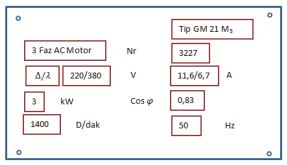 Tip GM 21 M₃
3 Faz AC Motor Nr 3227
Δ/λ 220/380 V 11,6/6,7 A
3 kW Cos φ 0,83
1400 D/dak 50 Hz